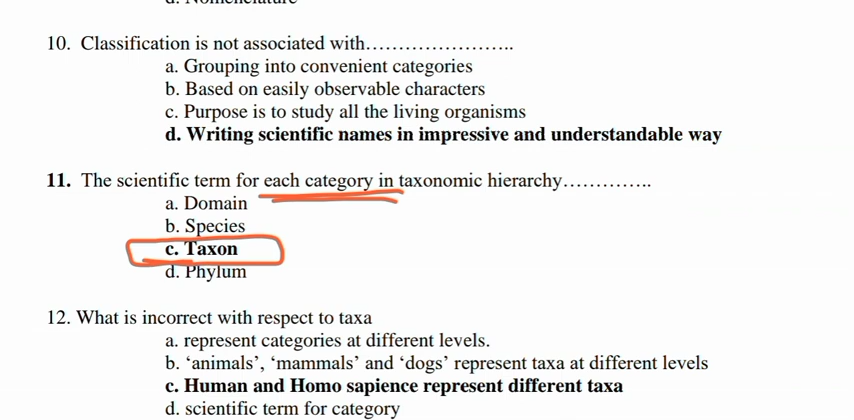 d. Nomenclature
10. Classification is not associated with…………………..
a. Grouping into convenient categories
b. Based on easily observable characters
c. Purpose is to study all the living organisms
d. Writing scientific names in impressive and understandable way
11. The scientific term for each category in taxonomic hierarchy…………..
a. Domain
b. Species
c. Taxon
d. Phylum
12. What is incorrect with respect to taxa
a. represent categories at different levels.
b. ‘animals’, ‘mammals’ and ‘dogs’ represent taxa at different levels
c. Human and Homo sapience represent different taxa
d. scientific term for category